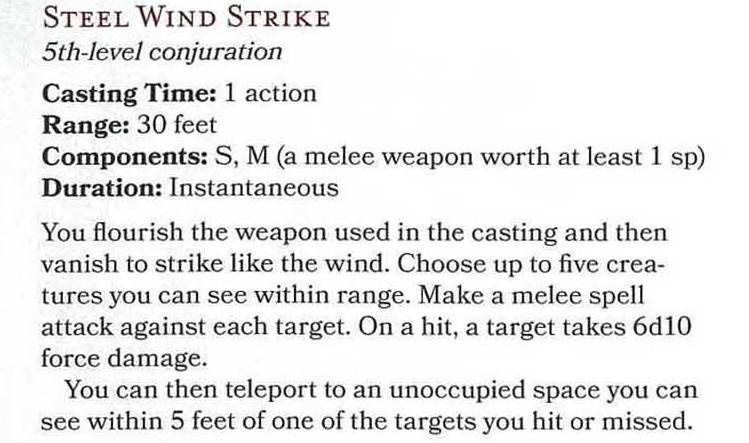 STEEL WIND STRIKE
5th-level conjuration
Casting Time: 1 action
Range: 30 feet
Components: S, M (a melee weapon worth at least 1 sp)
Duration: Instantaneous
You flourish the weapon used in the casting and then
vanish to strike like the wind. Choose up to five crea-
tures you can see within range. Make a melee spell
attack against each target. On a hit, a target takes 6d10
force damage.
You can then teleport to an unoccupied space you can
see within 5 feet of one of the targets you hit or missed.